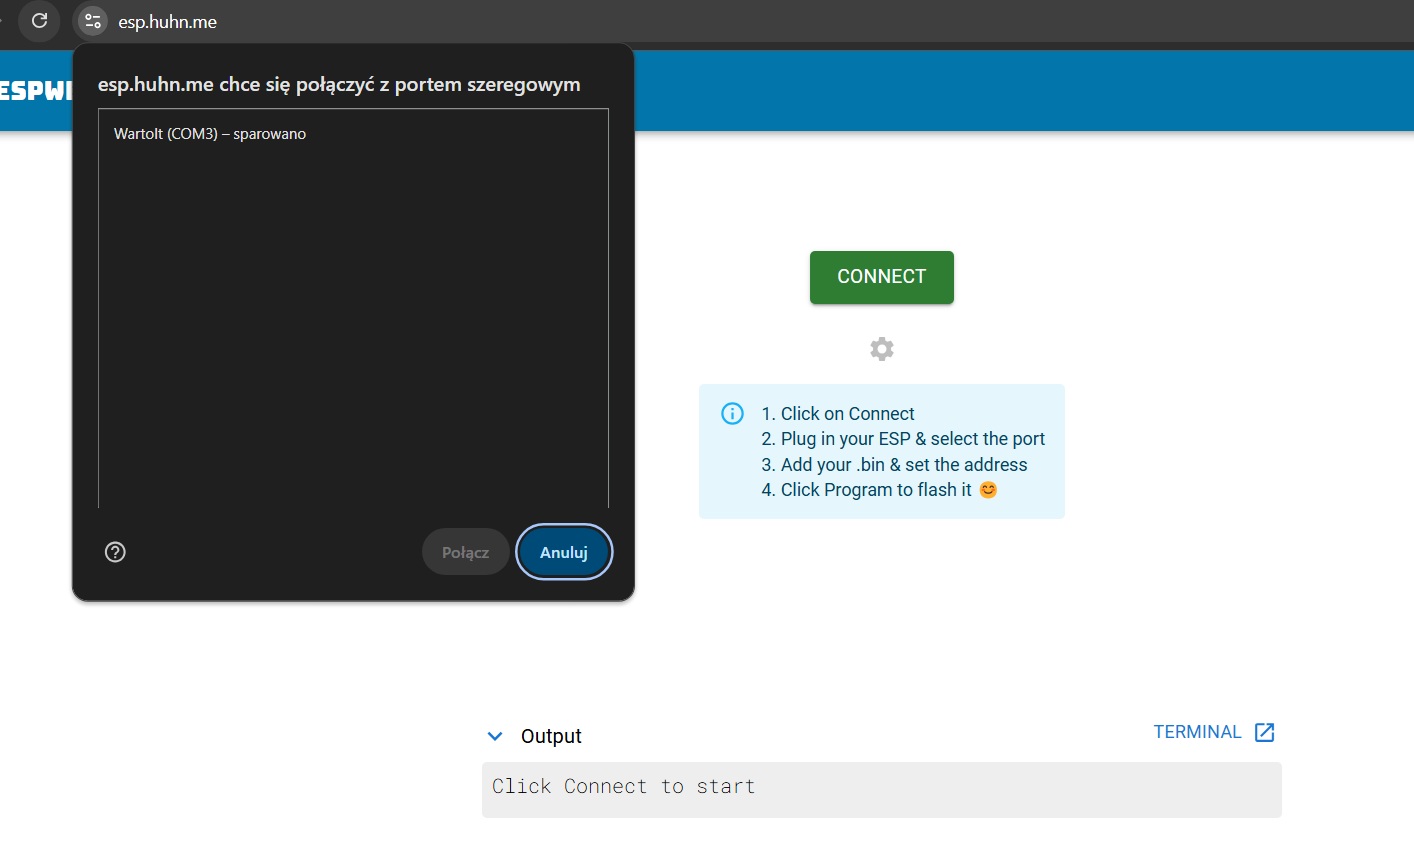 esp.huhn.me
ESPW
esp.huhn.me chce się połączyć z portem szeregowym
WartoIt (COM3) – sparowano
Połącz
Anuluj
CONNECT
1. Click on Connect
2. Plug in your ESP & select the port
3. Add your .bin & set the address
4. Click Program to flash it 😊
Output
TERMINAL
Click Connect to start